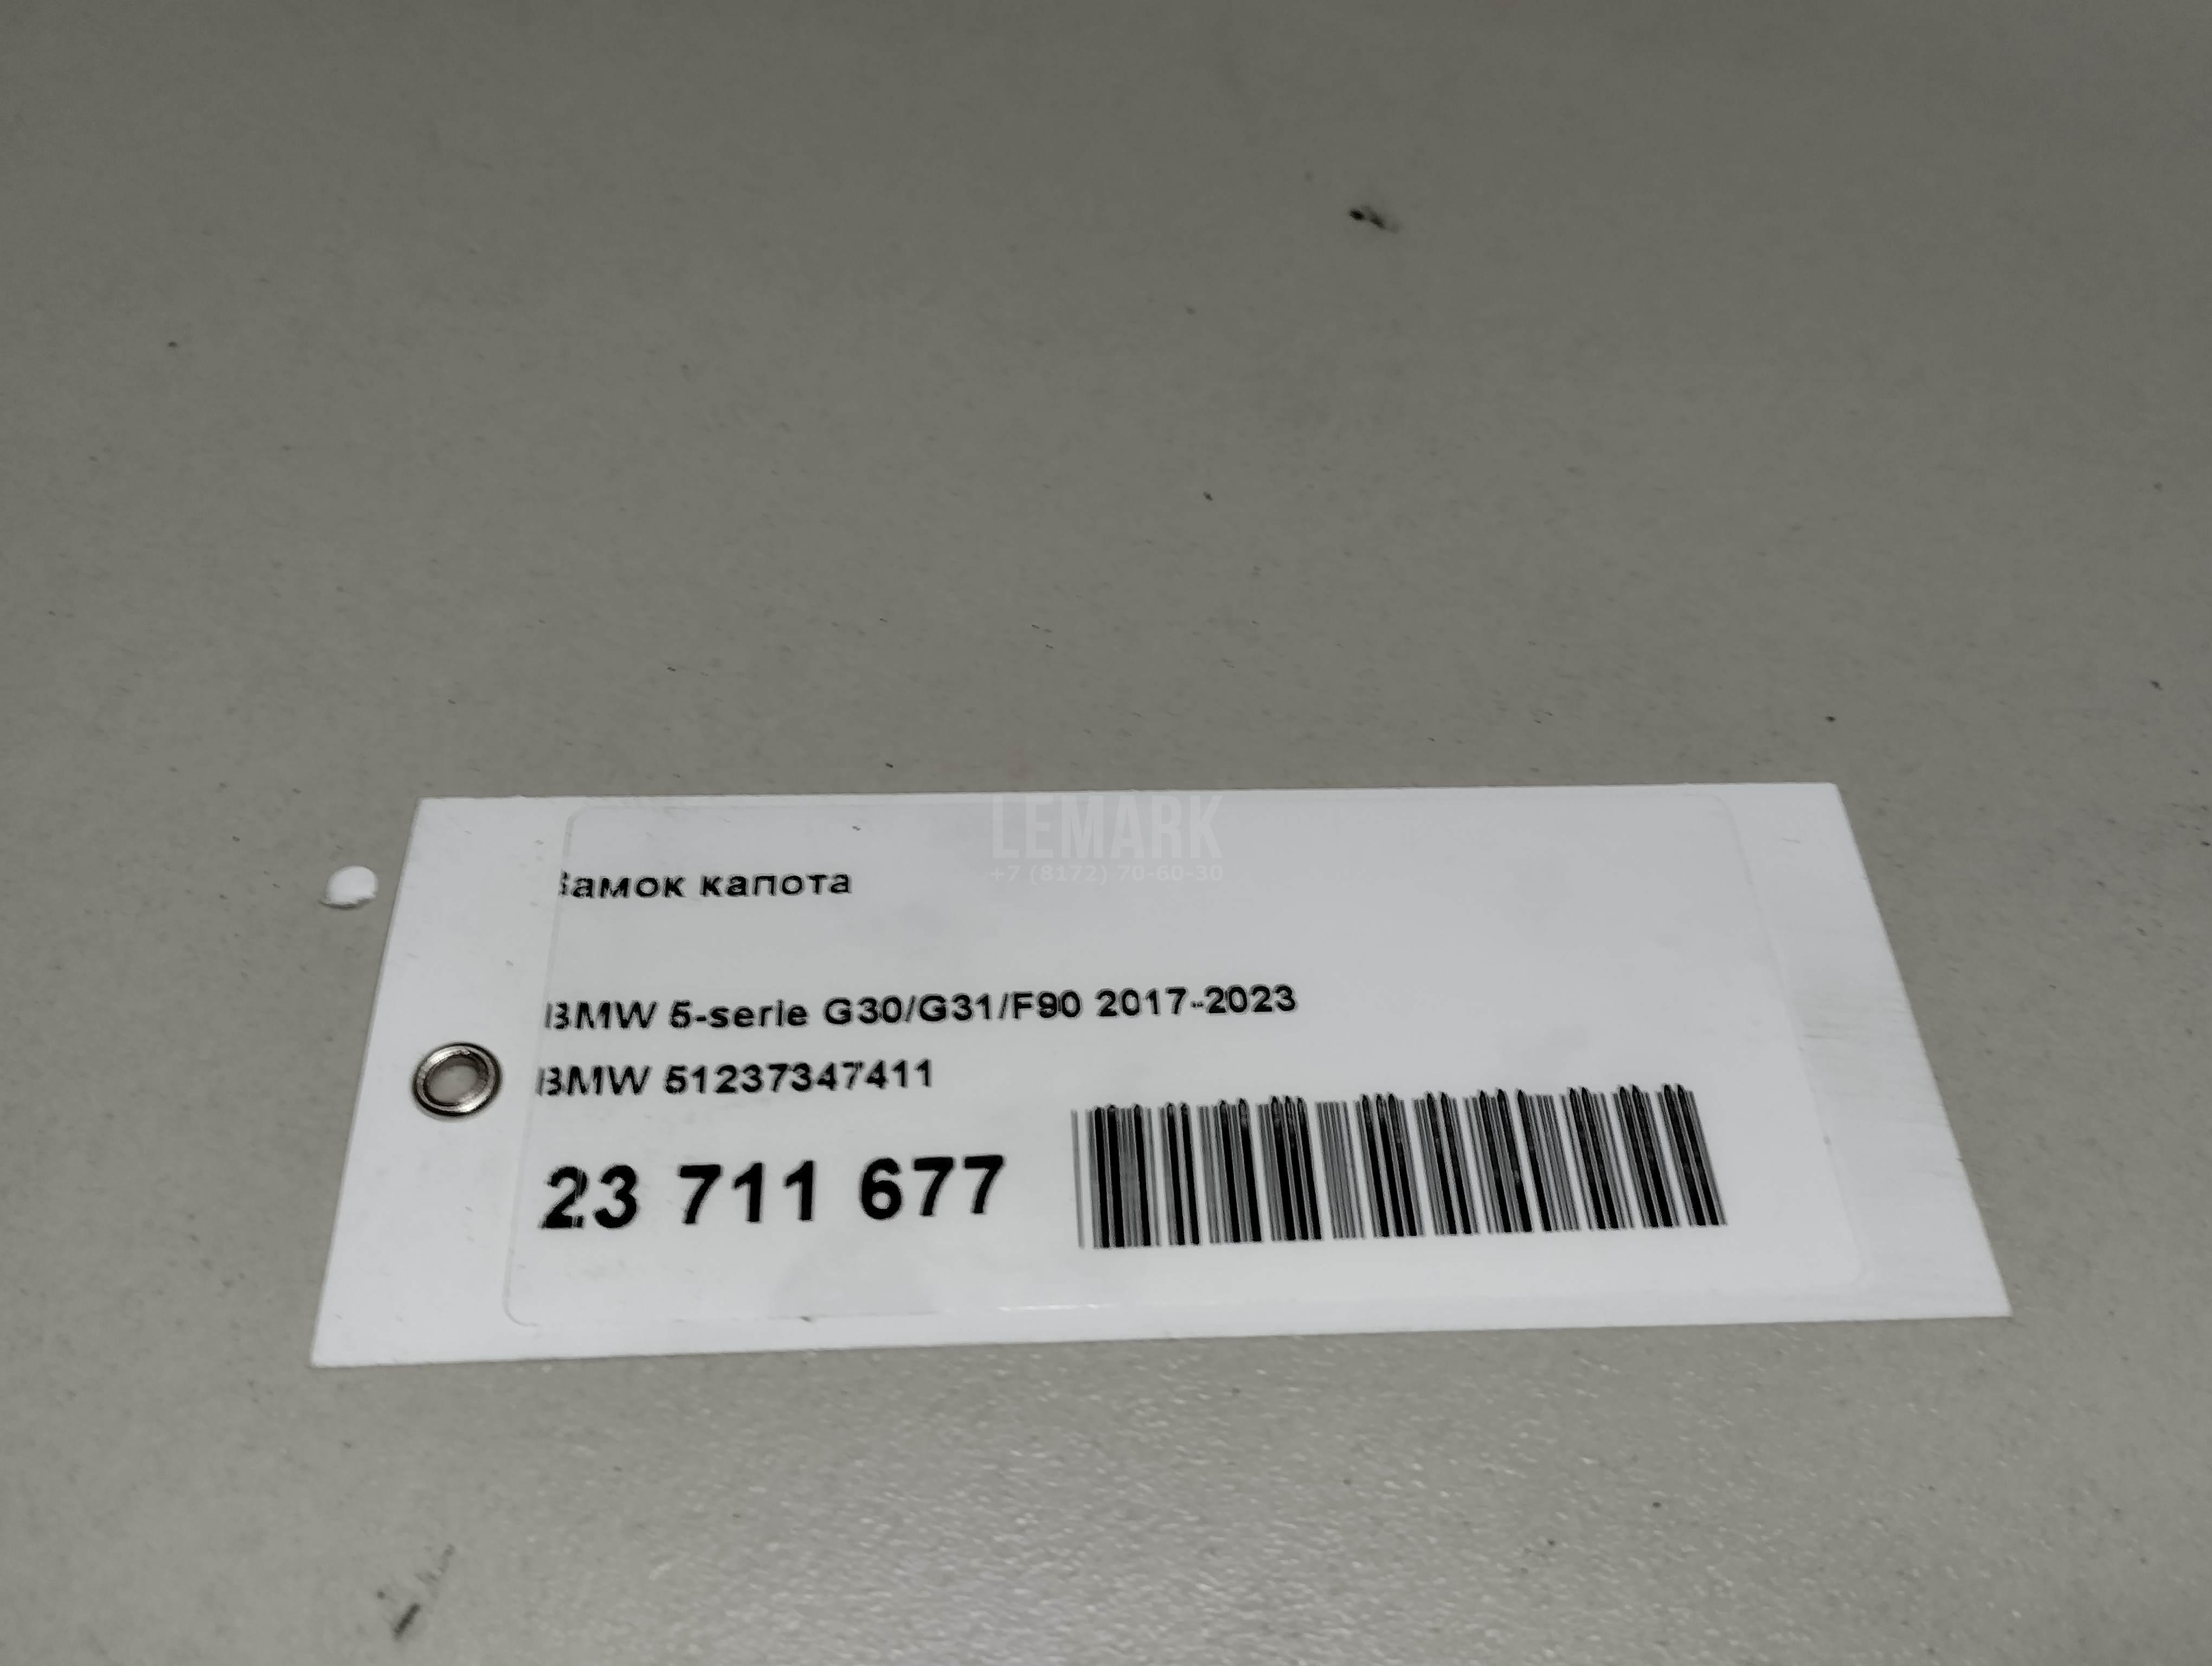 LEMARK
+7 (8172) 70-60-30
Замок капота
BMW 5-serie G30/G31/F90 2017-2023
BMW 51237347411
23 711 677